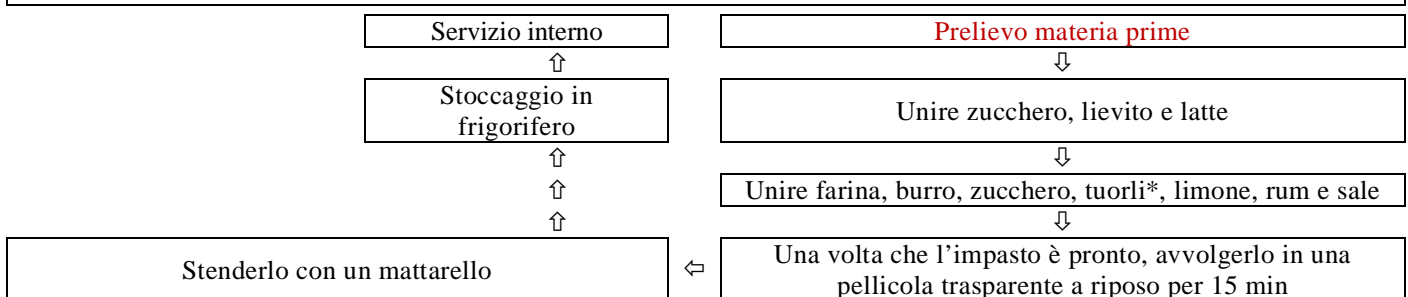 Servizio interno
Prelievo materia prime
⇧
⇩
Stoccaggio in
frigorifero
Unire zucchero, lievito e latte
⇧
⇩
⇧
Unire farina, burro, zucchero, tuorli*, limone, rum e sale
⇧
⇩
Stenderlo con un mattarello
⇦
Una volta che l’impasto è pronto, avvolgerlo in una
pellicola trasparente a riposo per 15 min